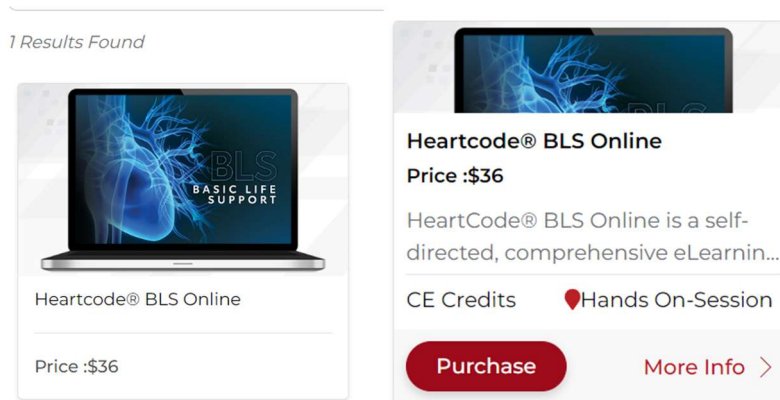 1 Results Found
BLS
BASIC LIFE
SUPPORT
Heartcode® BLS Online
Price :$36
BLS
Heartcode® BLS Online
Price :$36
HeartCode® BLS Online is a self-
directed, comprehensive eLearnin...
CE Credits
Hands On-Session
Purchase
More Info